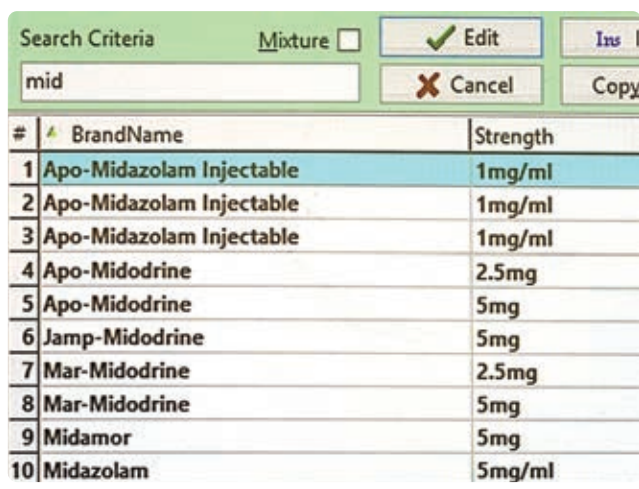 Search Criteria Mixture Edit Ins
mid Cancel Copy
# BrandName Strength
1 Apo-Midazolam Injectable 1mg/ml
2 Apo-Midazolam Injectable 1mg/ml
3 Apo-Midazolam Injectable 1mg/ml
4 Apo-Midodrine 2.5mg
5 Apo-Midodrine 5mg
6 Jamp-Midodrine 5mg
7 Mar-Midodrine 2.5mg
8 Mar-Midodrine 5mg
9 Midamor 5mg
10 Midazolam 5mg/ml